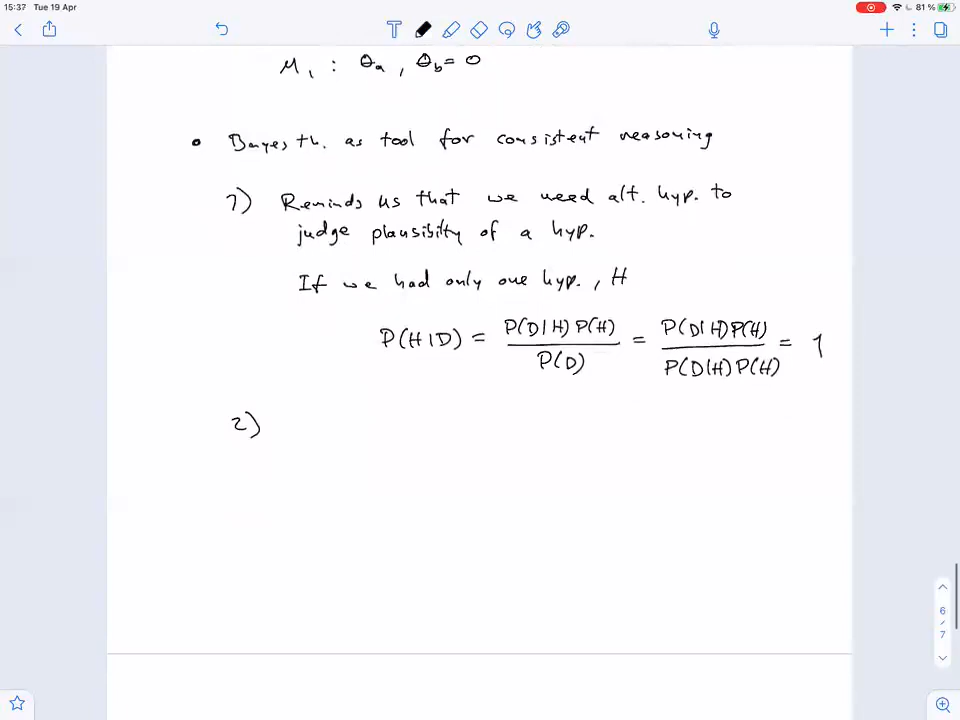 15:37 Tue 19 Apr 81 %
M₁ : θₐ , θ_b = 0
• Bayes th. as tool for consistent reasoning
1) Reminds us that we need alt. hyp. to
judge plausibility of a hyp.
If we had only one hyp. , H
P(H|D) = P(D|H) P(H) / P(D) = P(D|H) P(H) / P(D|H) P(H) = 1
2)
6 / 7